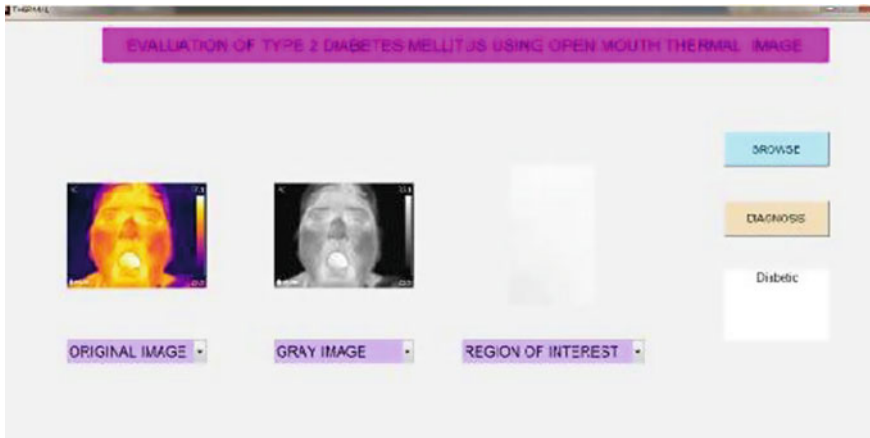 THERMAL
EVALUATION OF TYPE 2 DIABETES MELLITUS USING OPEN MOUTH THERMAL IMAGE
BROWSE
DIAGNOSIS
Diabetic
ORIGINAL IMAGE
GRAY IMAGE
REGION OF INTEREST